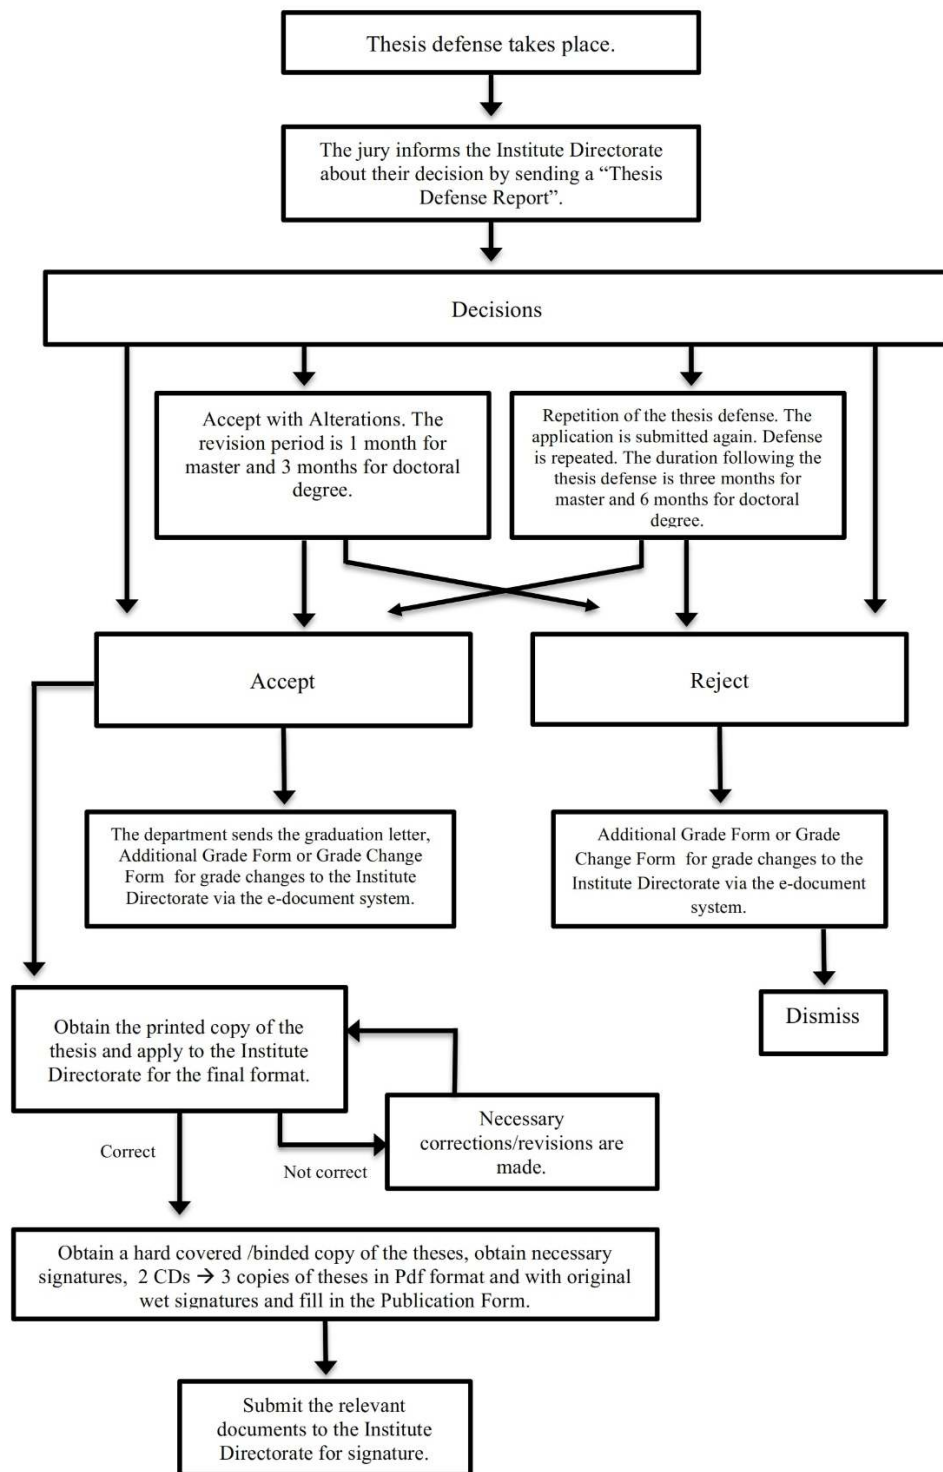 Thesis defense takes place.
The jury informs the Institute Directorate
about their decision by sending a “Thesis
Defense Report”.
Decisions
Accept with Alterations. The
revision period is 1 month for
master and 3 months for doctoral
degree.
Repetition of the thesis defense. The
application is submitted again. Defense
is repeated. The duration following the
thesis defense is three months for
master and 6 months for doctoral
degree.
Accept
Reject
The department sends the graduation letter,
Additional Grade Form or Grade Change
Form for grade changes to the Institute
Directorate via the e-document system.
Additional Grade Form or Grade
Change Form for grade changes to the
Institute Directorate via the e-document
system.
Dismiss
Obtain the printed copy of the
thesis and apply to the Institute
Directorate for the final format.
Necessary
corrections/revisions are
made.
Correct
Not correct
Obtain a hard covered /binded copy of the theses, obtain necessary
signatures, 2 CDs → 3 copies of theses in Pdf format and with original
wet signatures and fill in the Publication Form.
Submit the relevant
documents to the Institute
Directorate for signature.